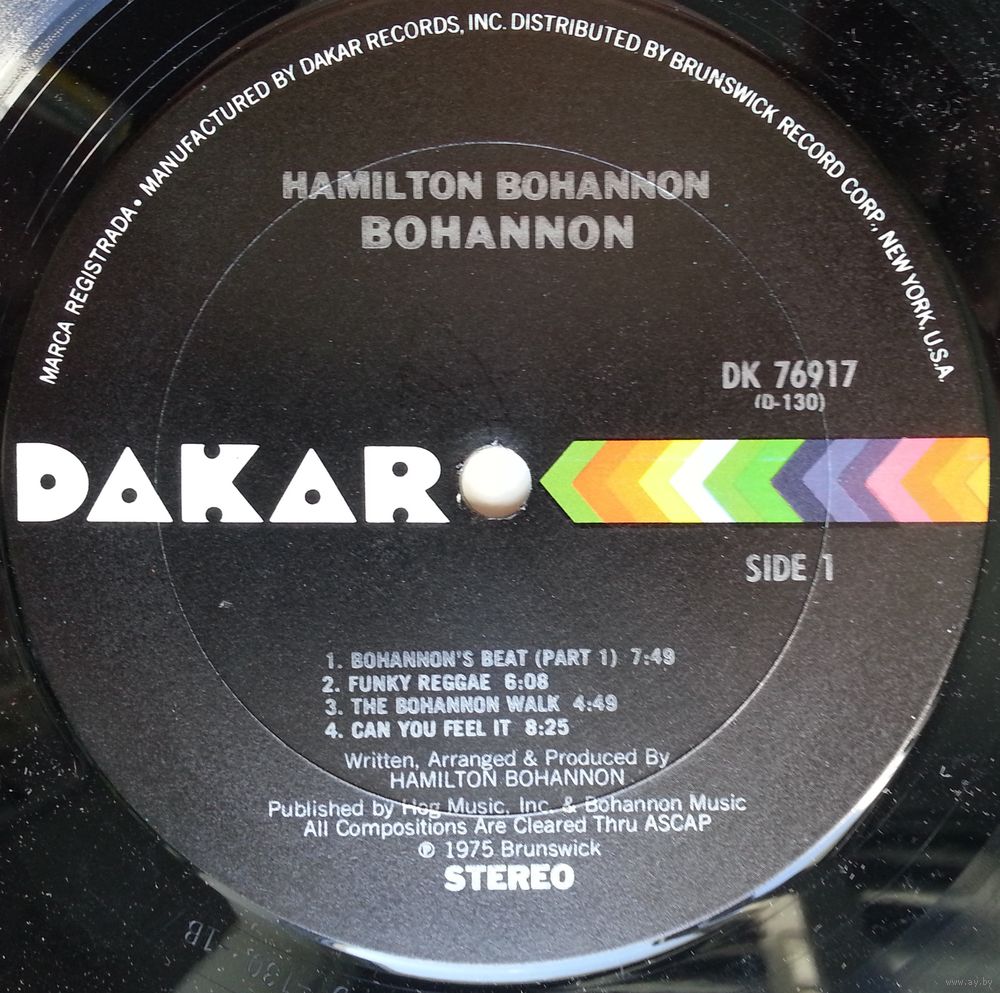 MARCA REGISTRADA • MANUFACTURED BY DAKAR RECORDS, INC. DISTRIBUTED BY BRUNSWICK RECORD CORP., NEW YORK, U.S.A.
HAMILTON BOHANNON
BOHANNON
DK 76917
(D-130)
DAKAR
SIDE 1
1. BOHANNON'S BEAT (PART 1) 7:49
2. FUNKY REGGAE 6:08
3. THE BOHANNON WALK 4:49
4. CAN YOU FEEL IT 8:25
Written, Arranged & Produced By
HAMILTON BOHANNON
Published by Hog Music, Inc. & Bohannon Music
All Compositions Are Cleared Thru ASCAP
℗ 1975 Brunswick
STEREO
www.ay.by